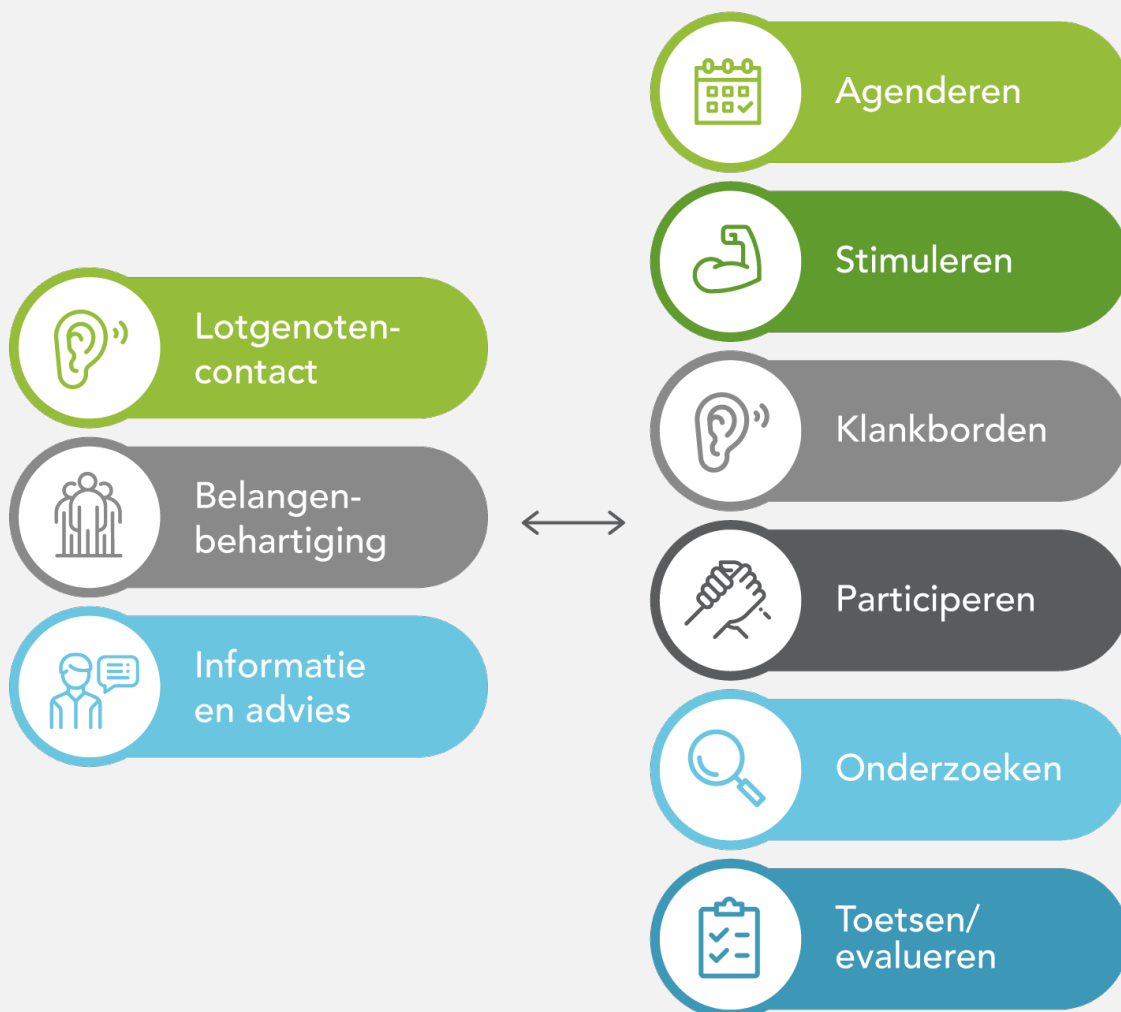 Lotgenoten-
contact
Belangen-
behartiging
Informatie
en advies
Agenderen
Stimuleren
Klankborden
Participeren
Onderzoeken
Toetsen/
evalueren